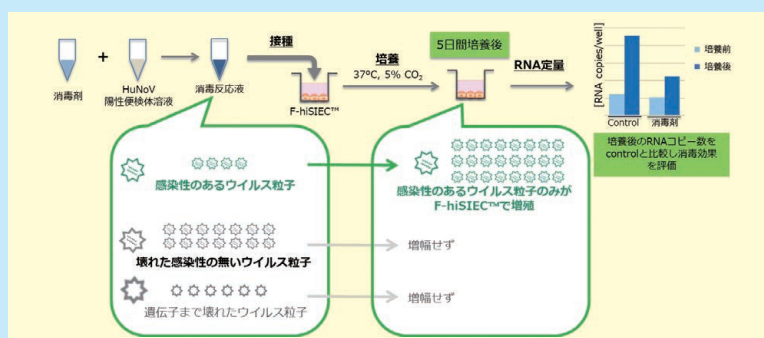 接種
培養
37℃, 5% CO₂
5日間培養後
RNA定量
[RNA copies/well]
培養前
培養後
Control 消毒剤
培養後のRNAコピー数を
controlと比較し消毒効果
を評価
消毒剤
+
HuNoV
陽性便検体溶液
消毒反応液
F-hiSIEC™
感染性のあるウイルス粒子
壊れた感染性の無いウイルス粒子
遺伝子まで壊れたウイルス粒子
感染性のあるウイルス粒子のみが
F-hiSIEC™で増殖
増幅せず
増幅せず